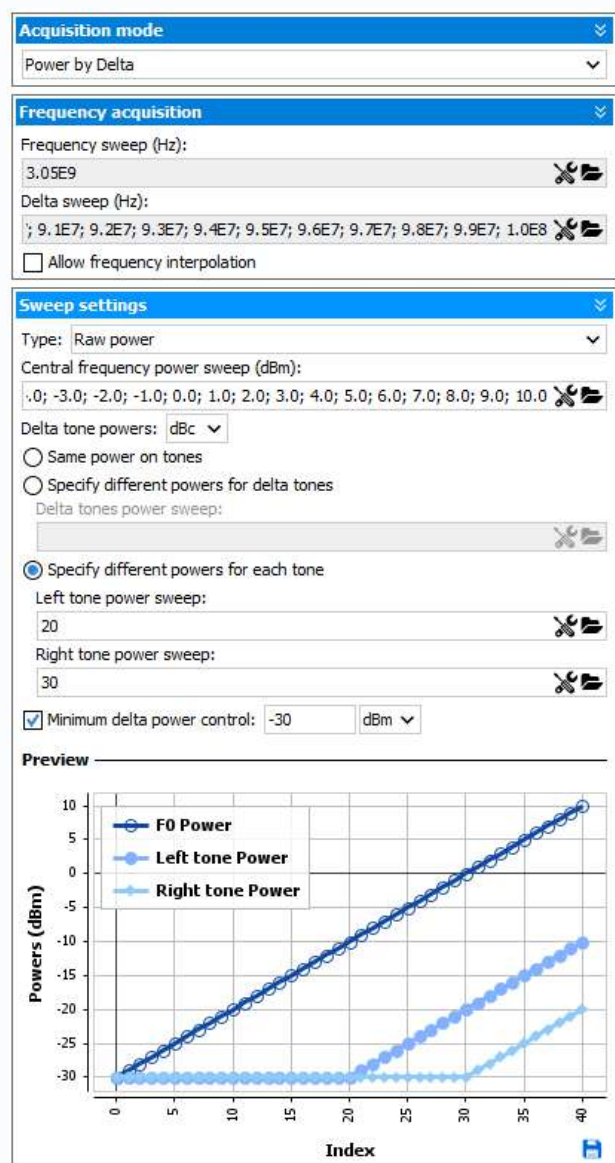 Acquisition mode
Power by Delta
Frequency acquisition
Frequency sweep (Hz):
3.05E9
Delta sweep (Hz):
; 9.1E7; 9.2E7; 9.3E7; 9.4E7; 9.5E7; 9.6E7; 9.7E7; 9.8E7; 9.9E7; 1.0E8
Allow frequency interpolation
Sweep settings
Type: Raw power
Central frequency power sweep (dBm):
.0; -3.0; -2.0; -1.0; 0.0; 1.0; 2.0; 3.0; 4.0; 5.0; 6.0; 7.0; 8.0; 9.0; 10.0
Delta tone powers: dBc
Same power on tones
Specify different powers for delta tones
Delta tones power sweep:
Specify different powers for each tone
Left tone power sweep:
20
Right tone power sweep:
30
Minimum delta power control: -30 dBm
Preview
F0 Power
Left tone Power
Right tone Power
Powers (dBm)
10
5
0
-5
-10
-15
-20
-25
-30
0 5 10 15 20 25 30 35 40
Index